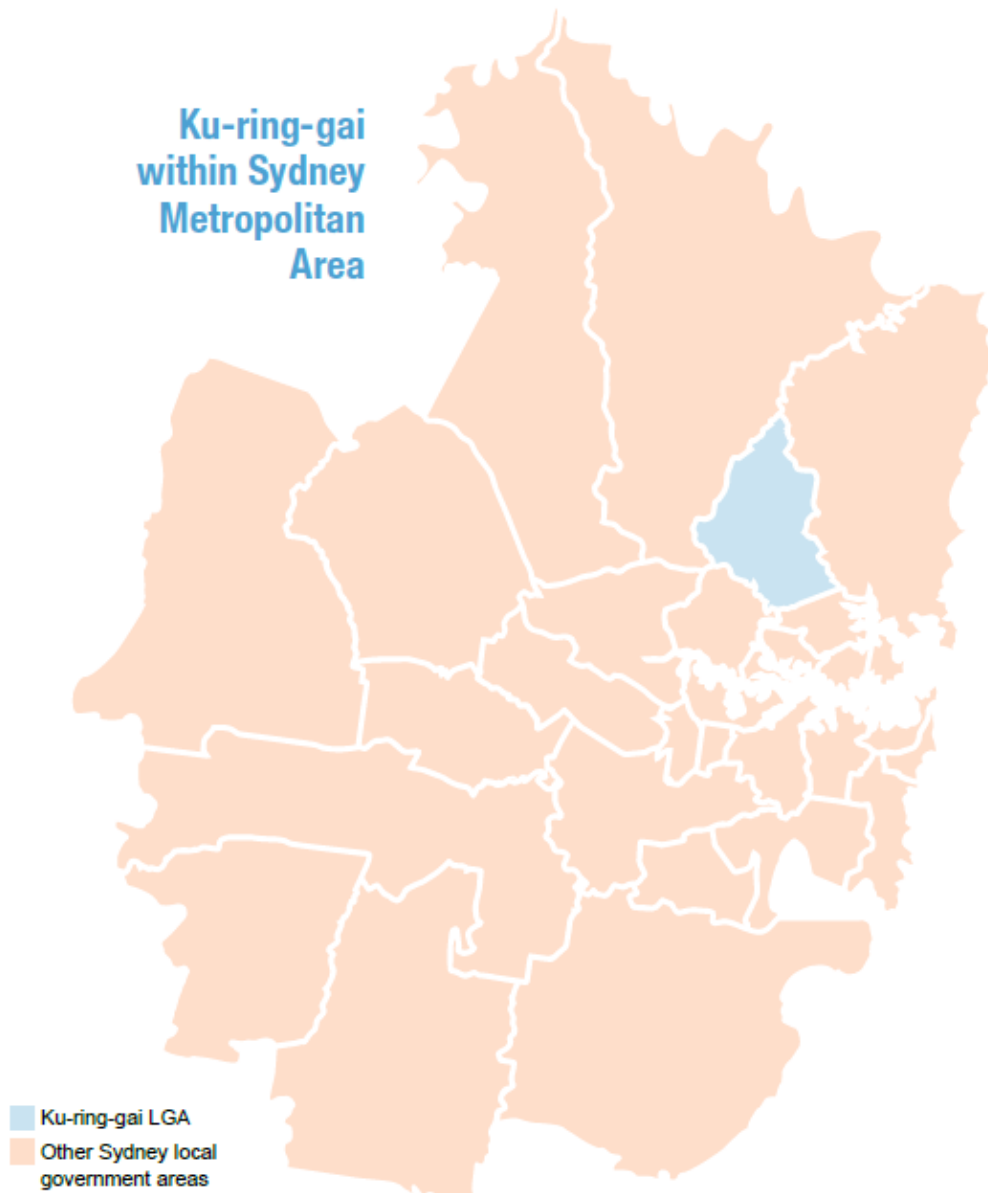 Ku-ring-gai
within Sydney
Metropolitan
Area
Ku-ring-gai LGA
Other Sydney local
government areas